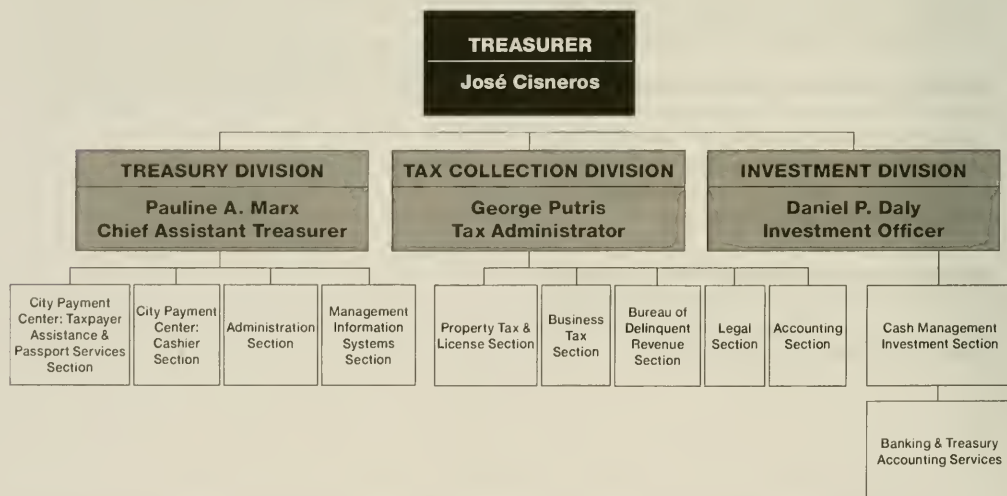 TREASURER
José Cisneros
TREASURY DIVISION
Pauline A. Marx
Chief Assistant Treasurer
TAX COLLECTION DIVISION
George Putris
Tax Administrator
INVESTMENT DIVISION
Daniel P. Daly
Investment Officer
City Payment
Center: Taxpayer
Assistance &
Passport Services
Section
City Payment
Center:
Cashier
Section
Administration
Section
Management
Information
Systems
Section
Property Tax &
License Section
Business
Tax
Section
Bureau of
Delinquent
Revenue
Section
Legal
Section
Accounting
Section
Cash Management
Investment Section
Banking & Treasury
Accounting Services